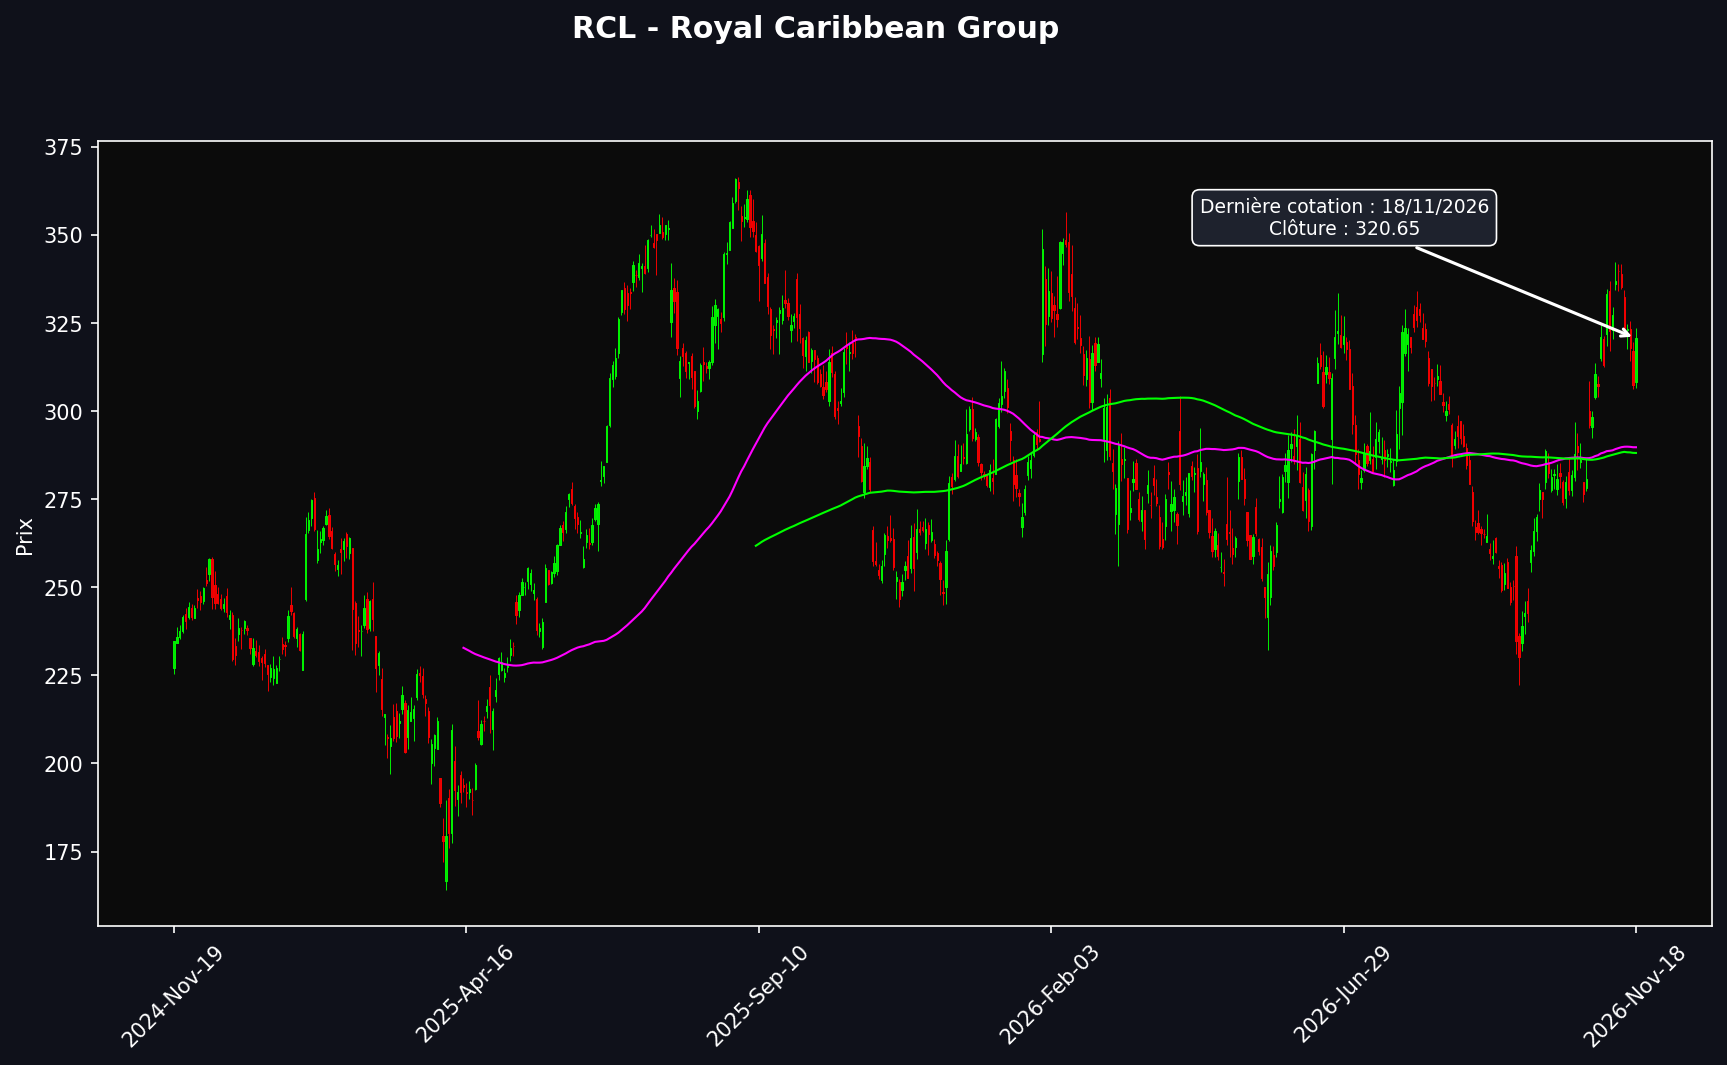 RCL - Royal Caribbean Group
Dernière cotation : 18/11/2026
Clôture : 320.65
Prix
375
350
325
300
275
250
225
200
175
2024-Nov-19
2025-Apr-16
2025-Sep-10
2026-Feb-03
2026-Jun-29
2026-Nov-18